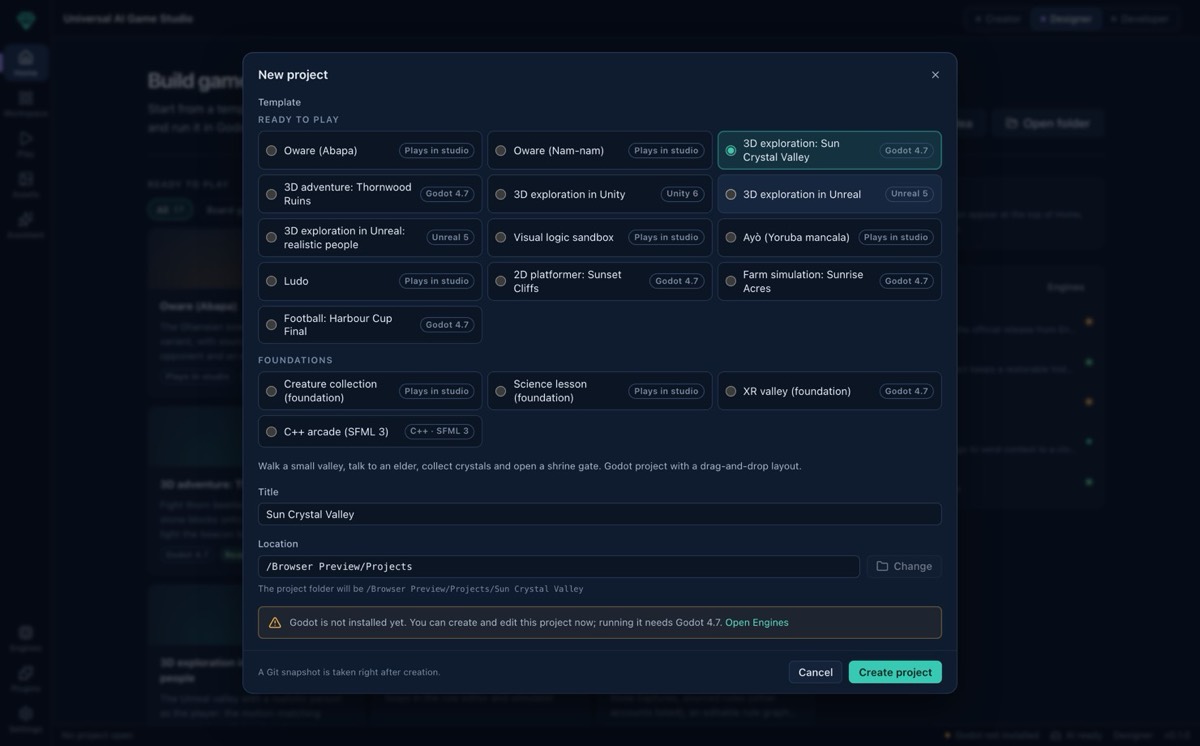 Universal AI Game Studio
Creator
Designer
Developer
Build gam
Open folder
New project
Template
READY TO PLAY
Oware (Abapa)
Plays in studio
Oware (Nam-nam)
Plays in studio
3D exploration: Sun
Crystal Valley
Godot 4.7
3D adventure: Thornwood
Ruins
Godot 4.7
3D exploration in Unity
Unity 6
3D exploration in Unreal
Unreal 5
3D exploration in Unreal:
realistic people
Unreal 5
Visual logic sandbox
Plays in studio
Ayò (Yoruba mancala)
Plays in studio
Ludo
Plays in studio
2D platformer: Sunset
Cliffs
Godot 4.7
Farm simulation: Sunrise
Acres
Godot 4.7
Football: Harbour Cup
Final
Godot 4.7
FOUNDATIONS
Creature collection
(foundation)
Plays in studio
Science lesson
(foundation)
Plays in studio
XR valley (foundation)
Godot 4.7
C++ arcade (SFML 3)
C++ · SFML 3
Walk a small valley, talk to an elder, collect crystals and open a shrine gate. Godot project with a drag-and-drop layout.
Title
Sun Crystal Valley
Location
/Browser Preview/Projects
Change
The project folder will be /Browser Preview/Projects/Sun Crystal Valley
Godot is not installed yet. You can create and edit this project now; running it needs Godot 4.7. Open Engines
A Git snapshot is taken right after creation.
Cancel
Create project